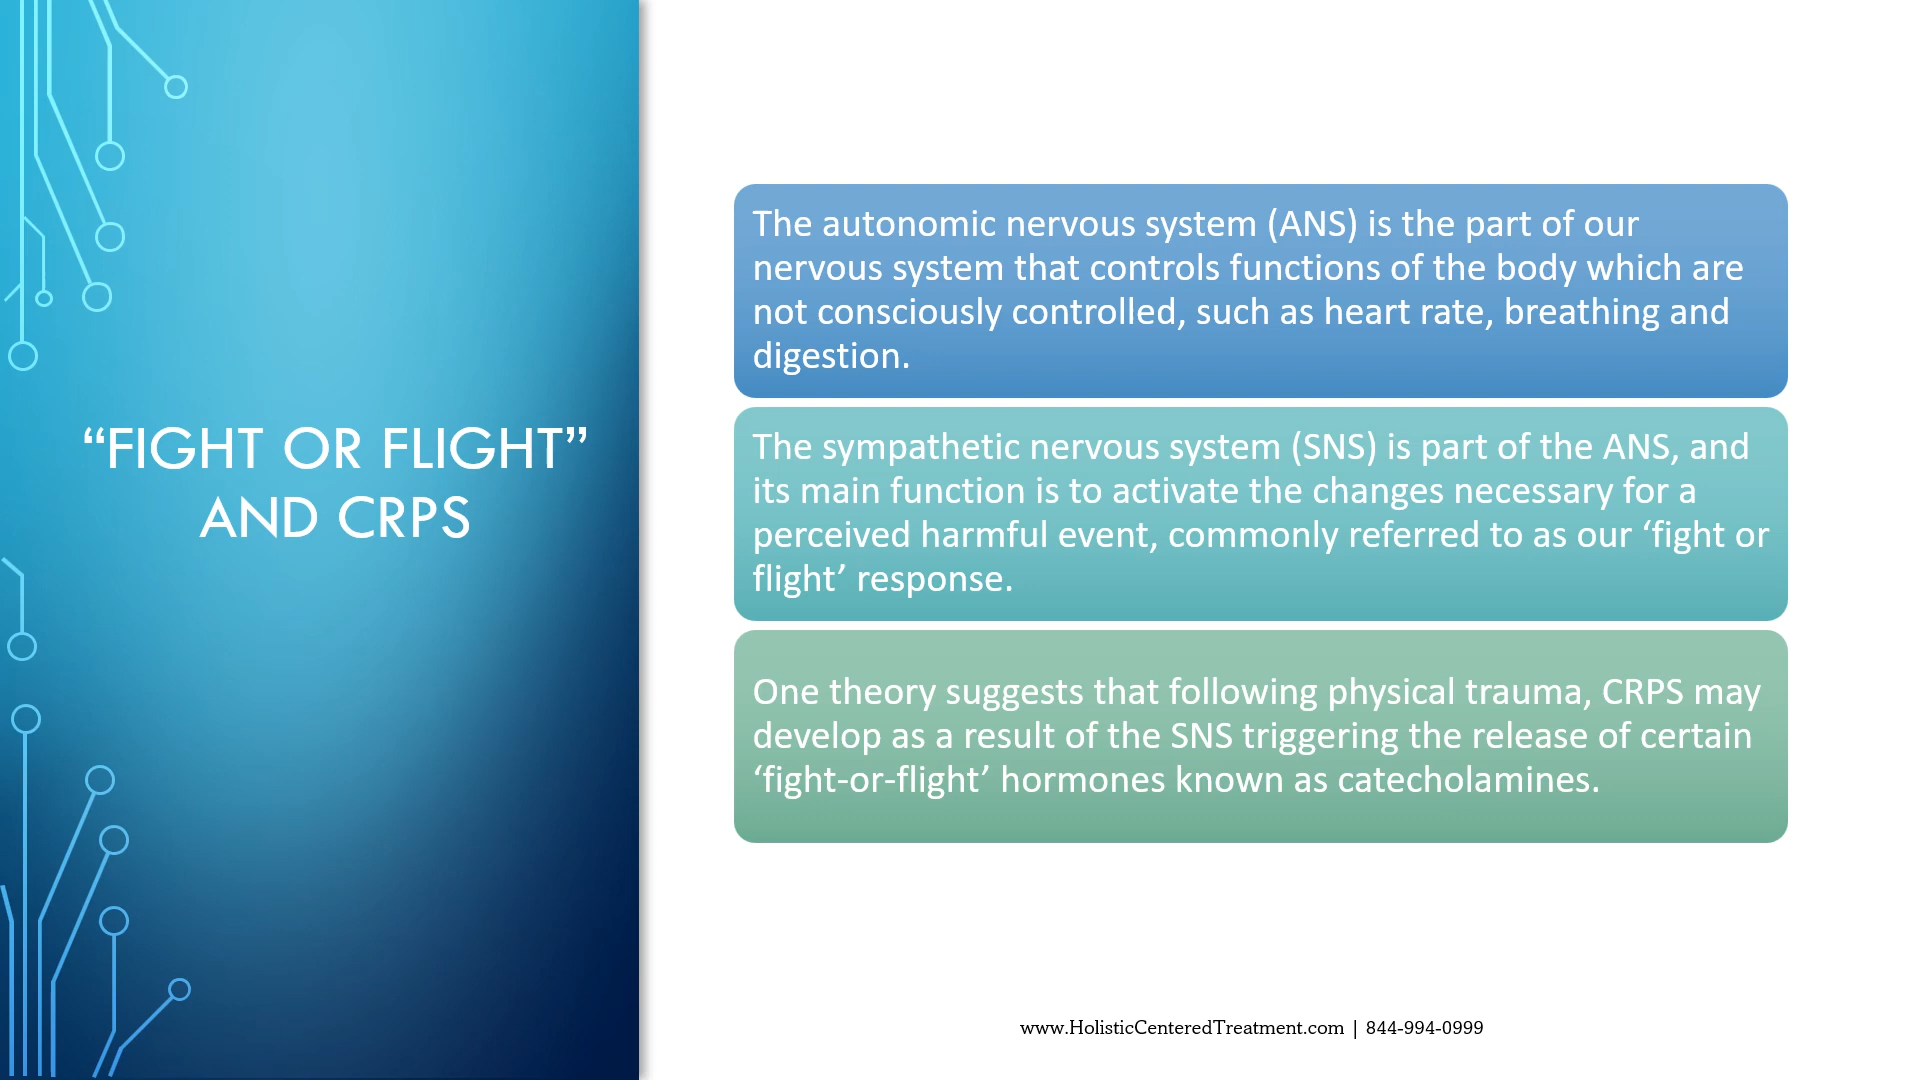 “FIGHT OR FLIGHT”
AND CRPS
The autonomic nervous system (ANS) is the part of our
nervous system that controls functions of the body which are
not consciously controlled, such as heart rate, breathing and
digestion.
The sympathetic nervous system (SNS) is part of the ANS, and
its main function is to activate the changes necessary for a
perceived harmful event, commonly referred to as our ‘fight or
flight’ response.
One theory suggests that following physical trauma, CRPS may
develop as a result of the SNS triggering the release of certain
‘fight-or-flight’ hormones known as catecholamines.
www.HolisticCenteredTreatment.com | 844-994-0999